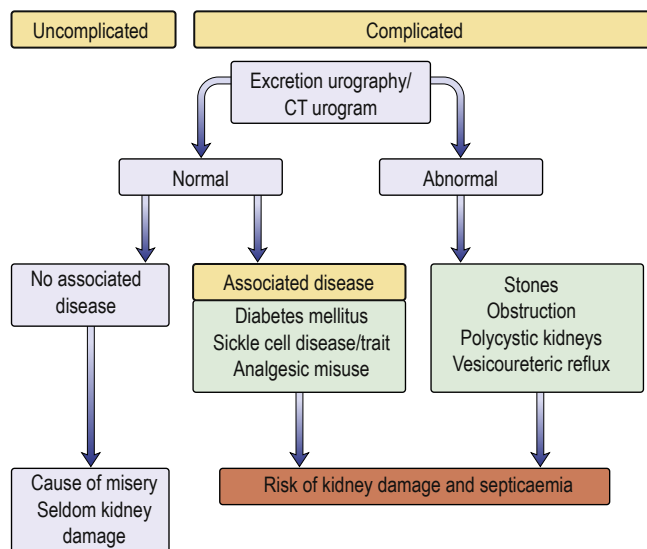 Uncomplicated
Complicated
Excretion urography/
CT urogram
Normal
Abnormal
No associated
disease
Associated disease
Diabetes mellitus
Sickle cell disease/trait
Analgesic misuse
Stones
Obstruction
Polycystic kidneys
Vesicoureteric reflux
Cause of misery
Seldom kidney
damage
Risk of kidney damage and septicaemia